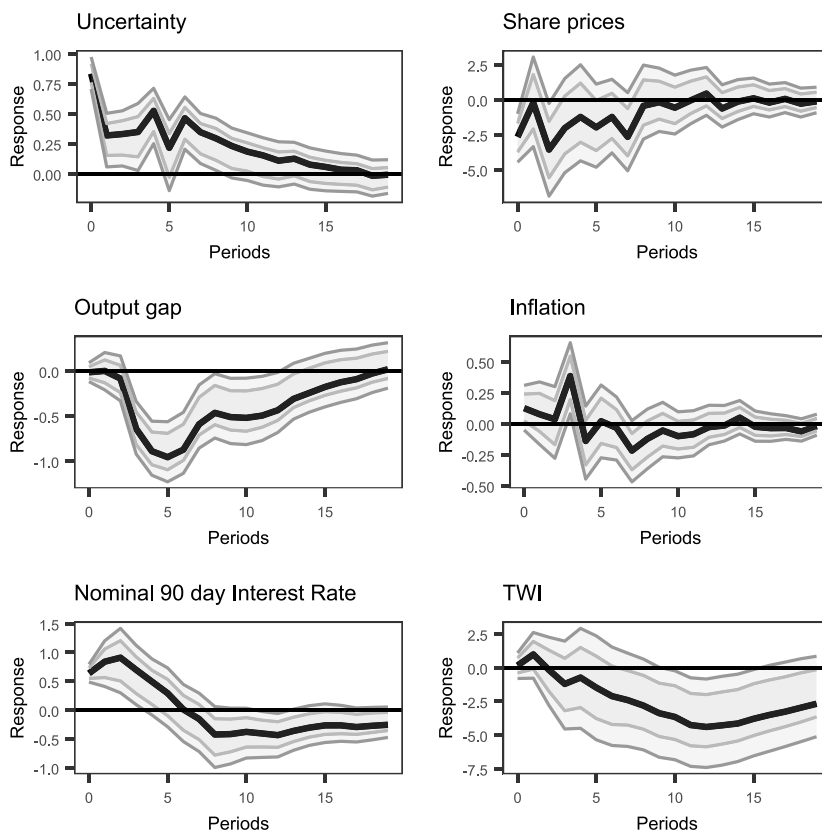 Uncertainty
Response
1.00
0.75
0.50
0.25
0.00
0 5 10 15
Periods
Share prices
Response
2.5
0.0
-2.5
-5.0
0 5 10 15
Periods
Output gap
Response
0.0
-0.5
-1.0
0 5 10 15
Periods
Inflation
Response
0.50
0.25
0.00
-0.25
-0.50
0 5 10 15
Periods
Nominal 90 day Interest Rate
Response
1.5
1.0
0.5
0.0
-0.5
-1.0
0 5 10 15
Periods
TWI
Response
2.5
0.0
-2.5
-5.0
-7.5
0 5 10 15
Periods